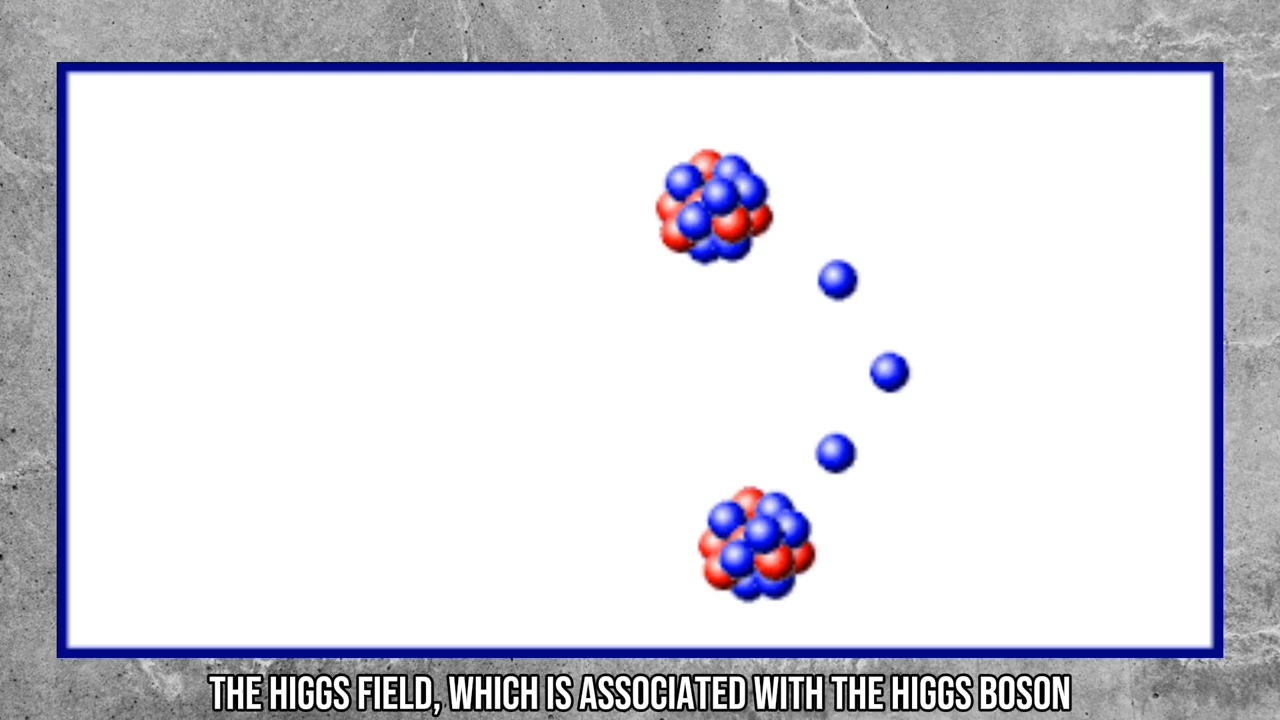 THE HIGGS FIELD, WHICH IS ASSOCIATED WITH THE HIGGS BOSON